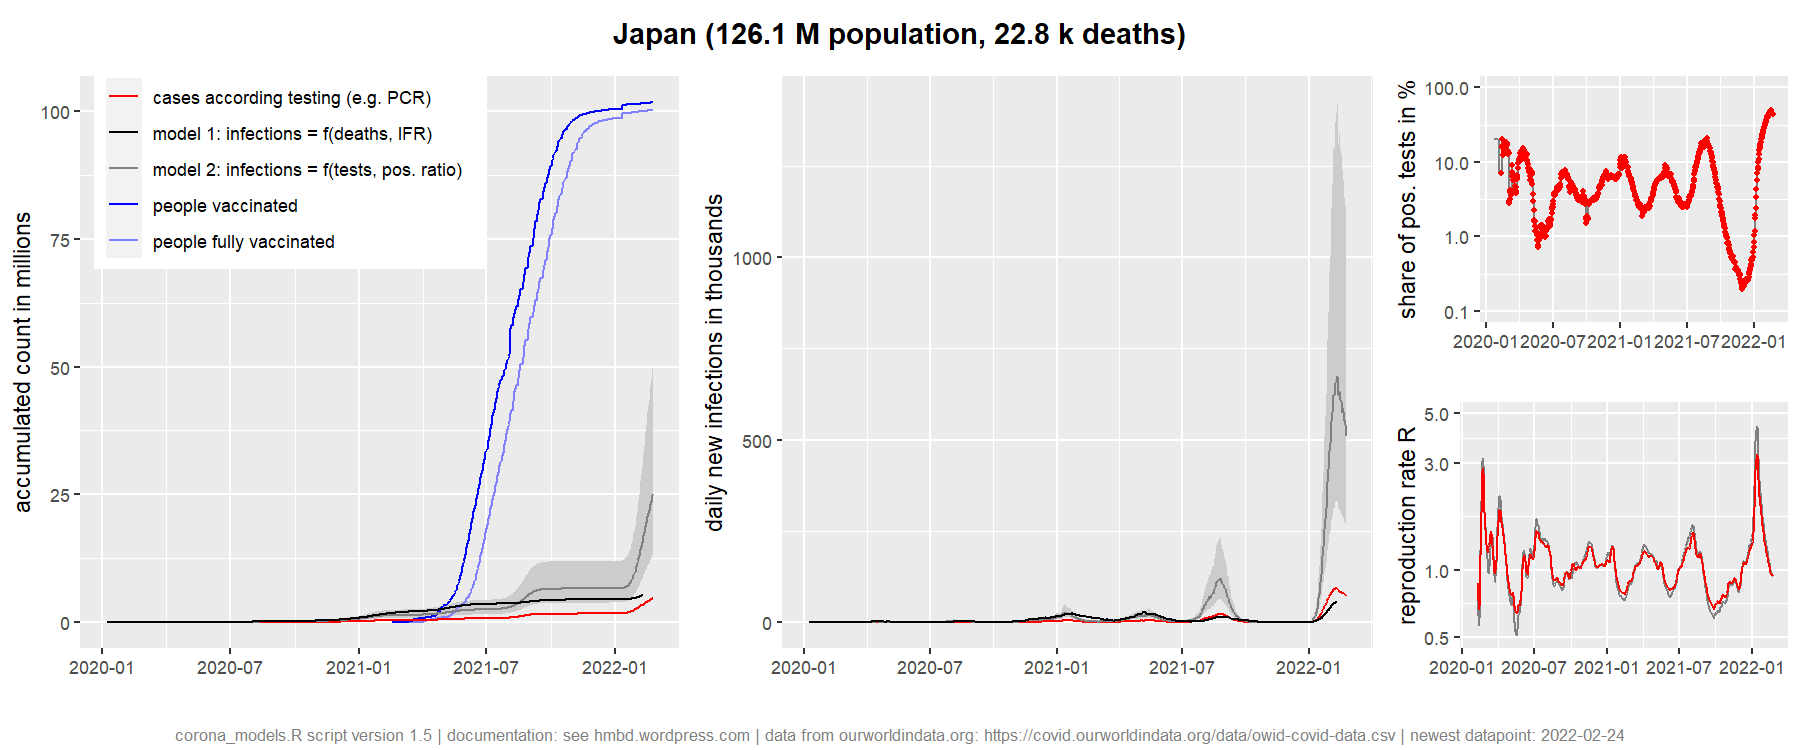 Japan (126.1 M population, 22.8 k deaths)
accumulated count in millions
100
75
50
25
0
cases according testing (e.g. PCR)
model 1: infections = f(deaths, IFR)
model 2: infections = f(tests, pos. ratio)
people vaccinated
people fully vaccinated
2020-01 2020-07 2021-01 2021-07 2022-01
daily new infections in thousands
1000
500
0
2020-01 2020-07 2021-01 2021-07 2022-01
share of pos. tests in %
100.0
10.0
1.0
0.1
2020-01 2020-07 2021-01 2021-07 2022-01
reproduction rate R
5.0
3.0
1.0
0.5
2020-01 2020-07 2021-01 2021-07 2022-01
corona_models.R script version 1.5 | documentation: see hmbd.wordpress.com | data from ourworldindata.org: https://covid.ourworldindata.org/data/owid-covid-data.csv | newest datapoint: 2022-02-24